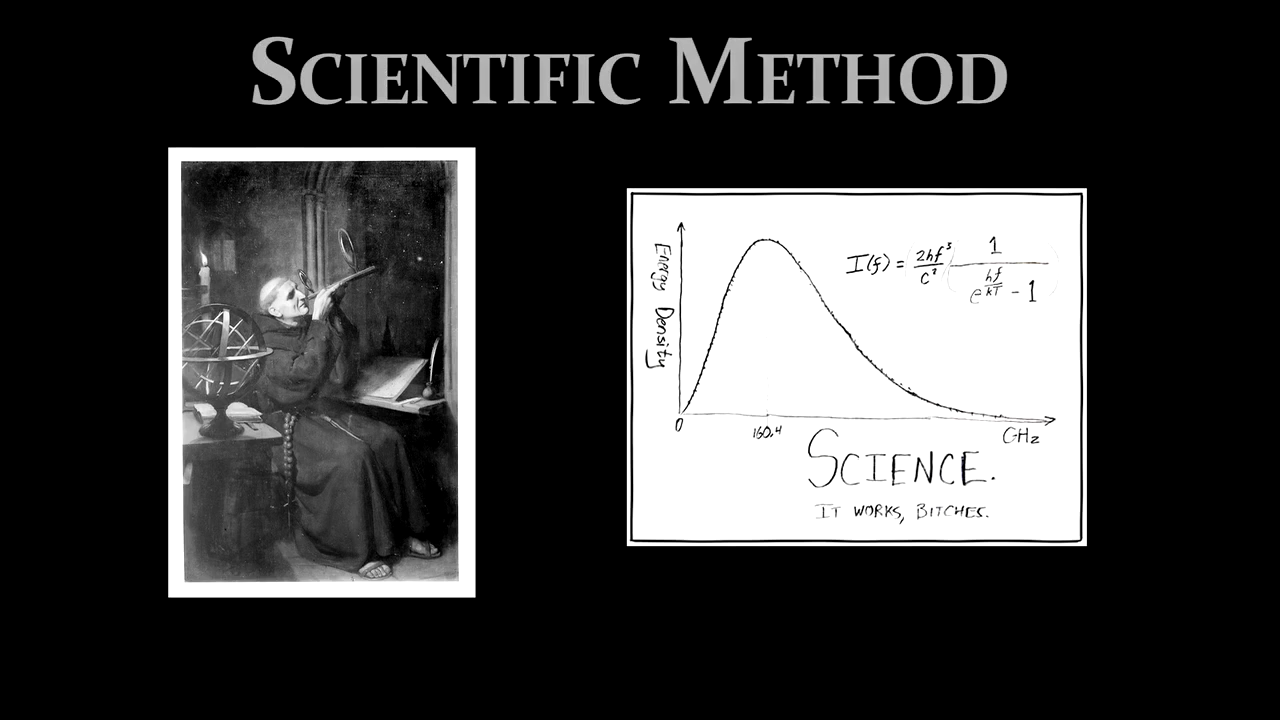 SCIENTIFIC METHOD
Energy Density
I(f) = 2hf³/c² 1/(e^(hf/kT) - 1)
0
160.4
GHz
SCIENCE.
IT WORKS, BITCHES.